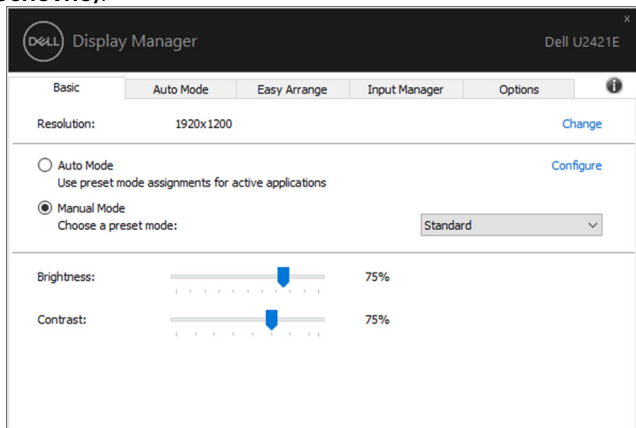 DELL Display Manager
Dell U2421E
x
Basic Auto Mode Easy Arrange Input Manager Options
Resolution: 1920x1200 Change
Auto Mode Configure
Use preset mode assignments for active applications
Manual Mode
Choose a preset mode: Standard
Brightness: 75%
Contrast: 75%